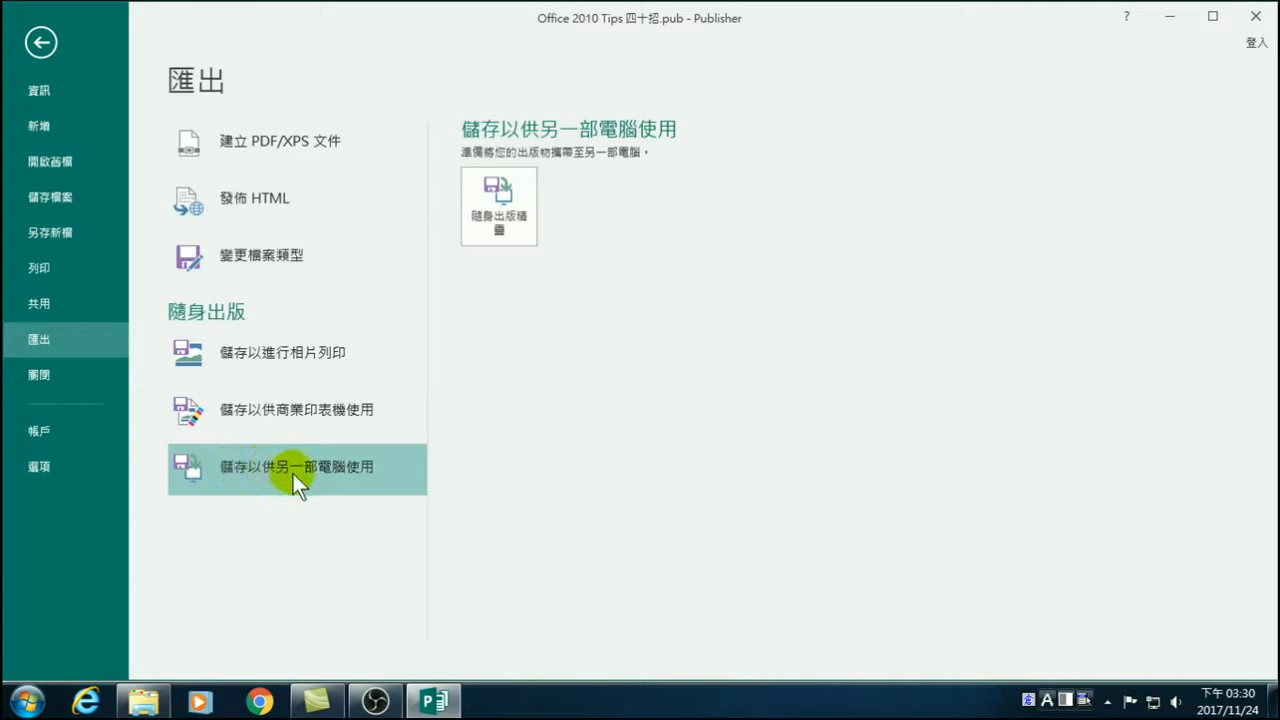 Office 2010 Tips 四十招.pub - Publisher
?
登入
資訊
新增
開啟舊檔
儲存檔案
另存新檔
列印
共用
匯出
關閉
帳戶
選項
匯出
建立 PDF/XPS 文件
發佈 HTML
變更檔案類型
隨身出版
儲存以進行相片列印
儲存以供商業印表機使用
儲存以供另一部電腦使用
儲存以供另一部電腦使用
準備將您的出版物攜帶至另一部電腦。
隨身出版精
靈
P
A
下午 03:30
2017/11/24